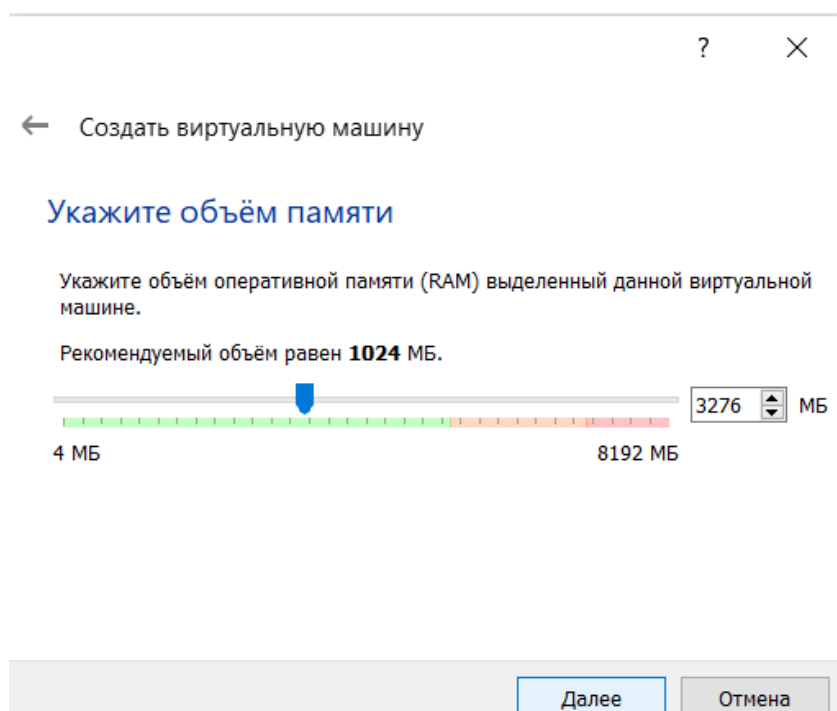 ?
Создать виртуальную машину
Укажите объём памяти
Укажите объём оперативной памяти (RAM) выделенный данной виртуальной
машине.
Рекомендуемый объём равен 1024 МБ.
3276 МБ
4 МБ 8192 МБ
Далее Отмена